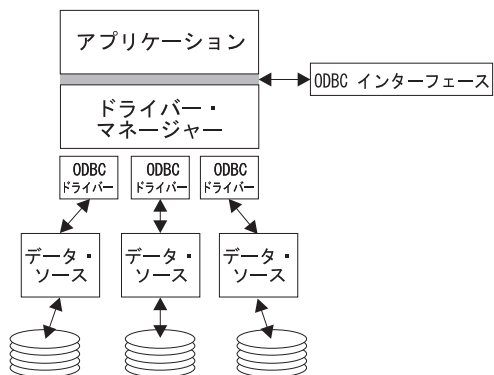 アプリケーション
ODBC インターフェース
ドライバー・
マネージャー
ODBC
ドライバー
ODBC
ドライバー
ODBC
ドライバー
データ・
ソース
データ・
ソース
データ・
ソース